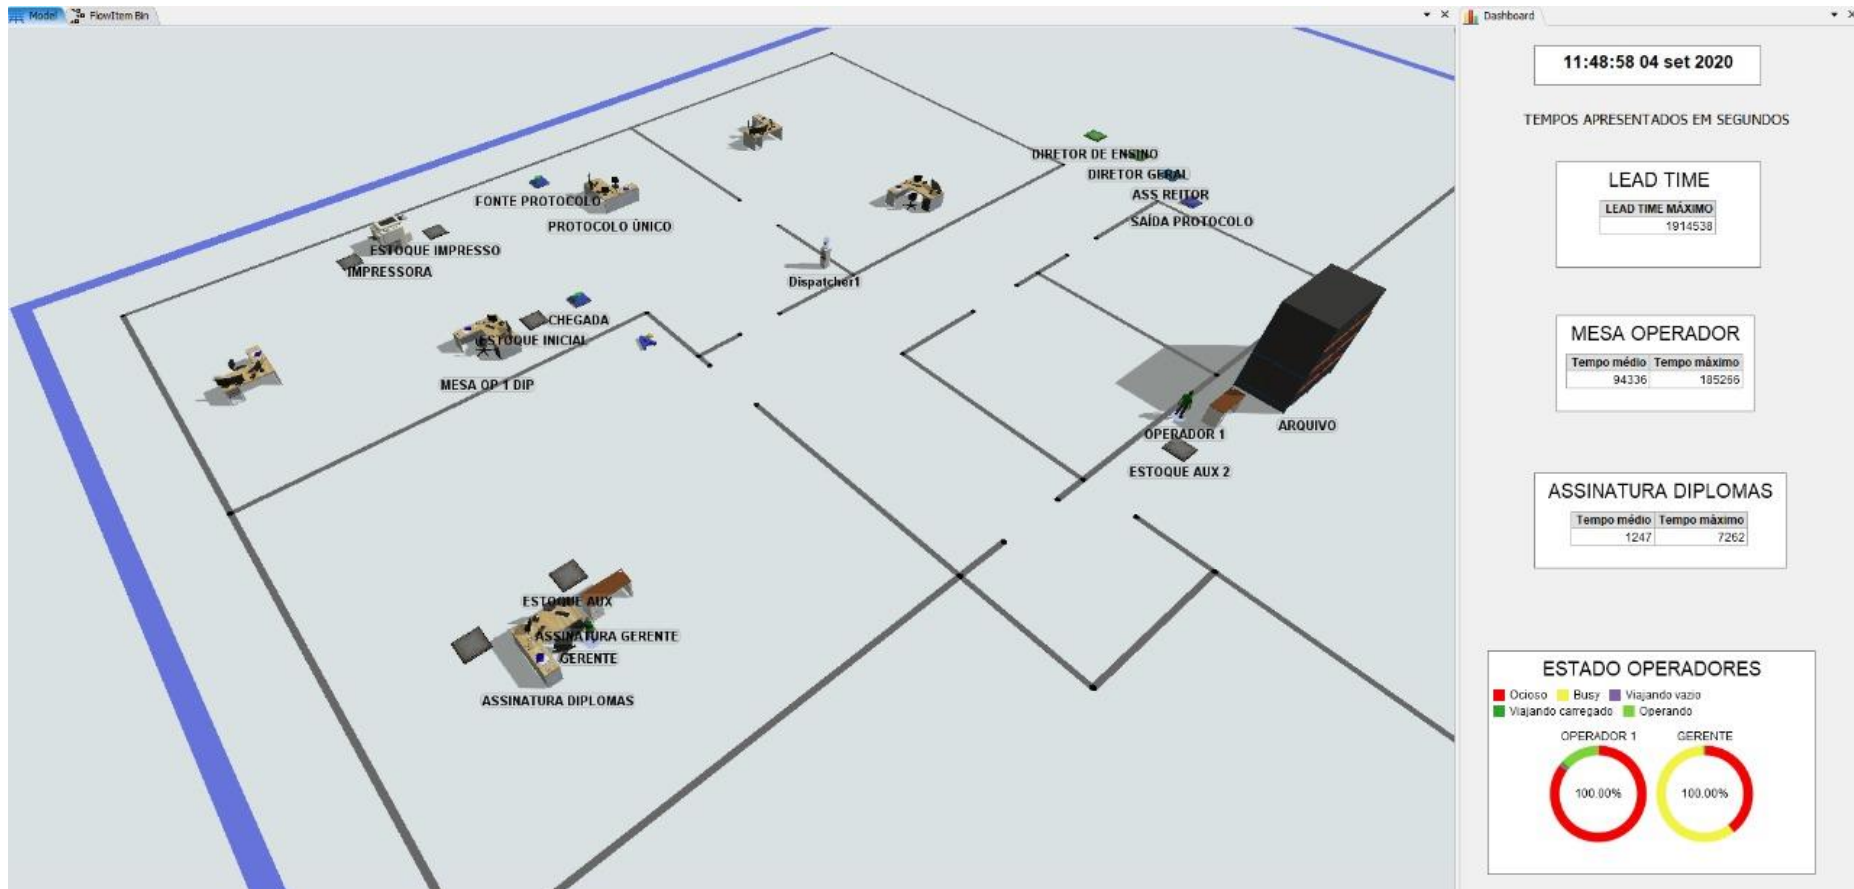 Model FlowItem Bin
DIRETOR DE ENSINO
DIRETOR GERAL
ASS REITOR
SAÍDA PROTOCOLO
FONTE PROTOCOLO
PROTOCOLO ÚNICO
ESTOQUE IMPRESSO
IMPRESSORA
Dispatcher1
CHEGADA
ESTOQUE INICIAL
MESA OP 1 DIP
OPERADOR 1
ARQUIVO
ESTOQUE AUX 2
ESTOQUE AUX
ASSINATURA GERENTE
GERENTE
ASSINATURA DIPLOMAS
Dashboard
11:48:58 04 set 2020
TEMPOS APRESENTADOS EM SEGUNDOS
LEAD TIME
LEAD TIME MÁXIMO
1914538
MESA OPERADOR
Tempo médio Tempo máximo
94336 185266
ASSINATURA DIPLOMAS
Tempo médio Tempo máximo
1247 7262
ESTADO OPERADORES
Ocioso Busy Viajando vazio
Viajando carregado Operando
OPERADOR 1 GERENTE
100.00% 100.00%